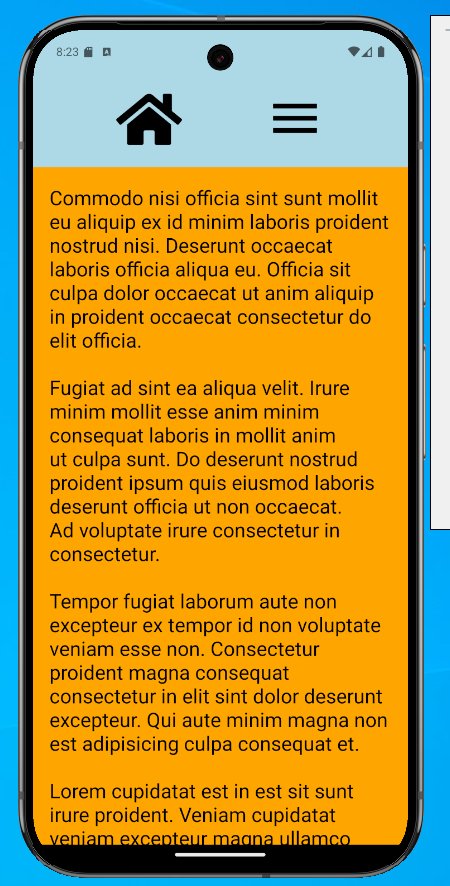 8:23
Commodo nisi officia sint sunt mollit
eu aliquip ex id minim laboris proident
nostrud nisi. Deserunt occaecat
laboris officia aliqua eu. Officia sit
culpa dolor occaecat ut anim aliquip
in proident occaecat consectetur do
elit officia.
Fugiat ad sint ea aliqua velit. Irure
minim mollit esse anim minim
consequat laboris in mollit anim
ut culpa sunt. Do deserunt nostrud
proident ipsum quis eiusmod laboris
deserunt officia ut non occaecat.
Ad voluptate irure consectetur in
consectetur.
Tempor fugiat laborum aute non
excepteur ex tempor id non voluptate
veniam esse non. Consectetur
proident magna consequat
consectetur in elit sint dolor deserunt
excepteur. Qui aute minim magna non
est adipisicing culpa consequat et.
Lorem cupidatat est in est sit sunt
irure proident. Veniam cupidatat
veniam excepteur magna ullamco